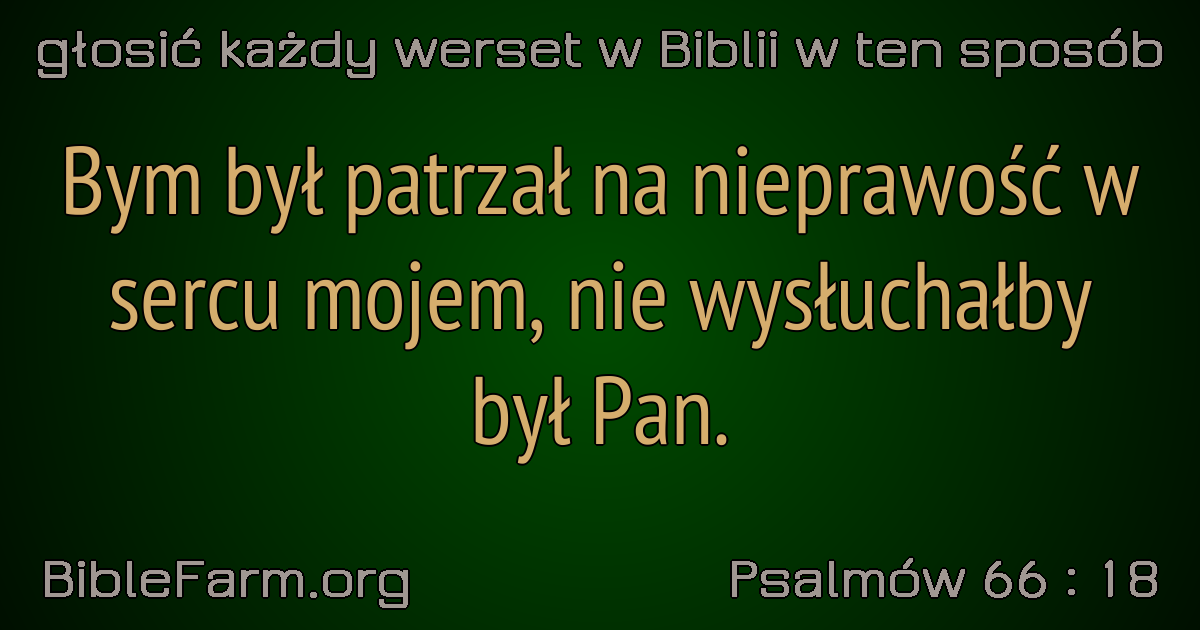 głosić każdy werset w Biblii w ten sposób
Bym był patrzał na nieprawość w
sercu mojem, nie wysłuchałby
był Pan.
BibleFarm.org
Psalmów 66 : 18